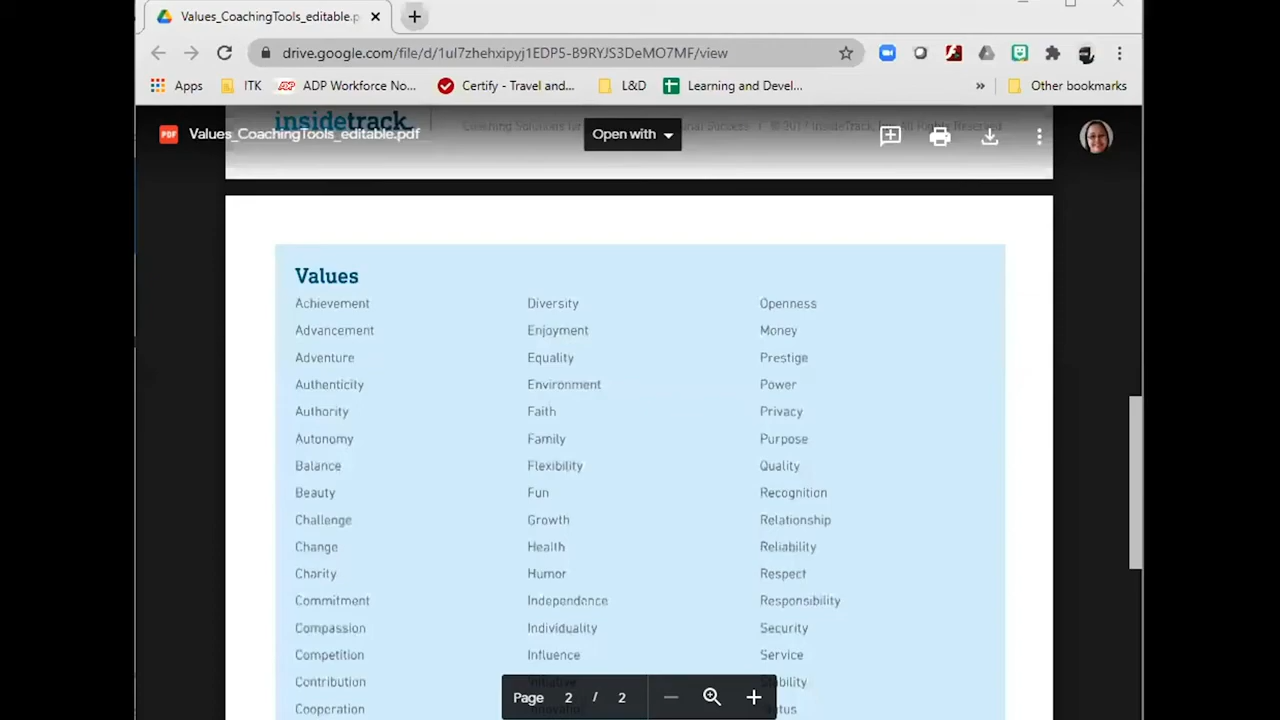 Values_CoachingTools_editable.p
drive.google.com/file/d/1ul7zhehxipyj1EDP5-B9RYJS3DeMO7MF/view
Apps ITK ADP Workforce No... Certify - Travel and... L&D Learning and Devel... » Other bookmarks
insidetrack.
PDF Values_CoachingTools_editable.pdf Open with
Values
Achievement Diversity Openness
Advancement Enjoyment Money
Adventure Equality Prestige
Authenticity Environment Power
Authority Faith Privacy
Autonomy Family Purpose
Balance Flexibility Quality
Beauty Fun Recognition
Challenge Growth Relationship
Change Health Reliability
Charity Humor Respect
Commitment Independence Responsibility
Compassion Individuality Security
Competition Influence Service
Contribution
Cooperation
Page 2 / 2